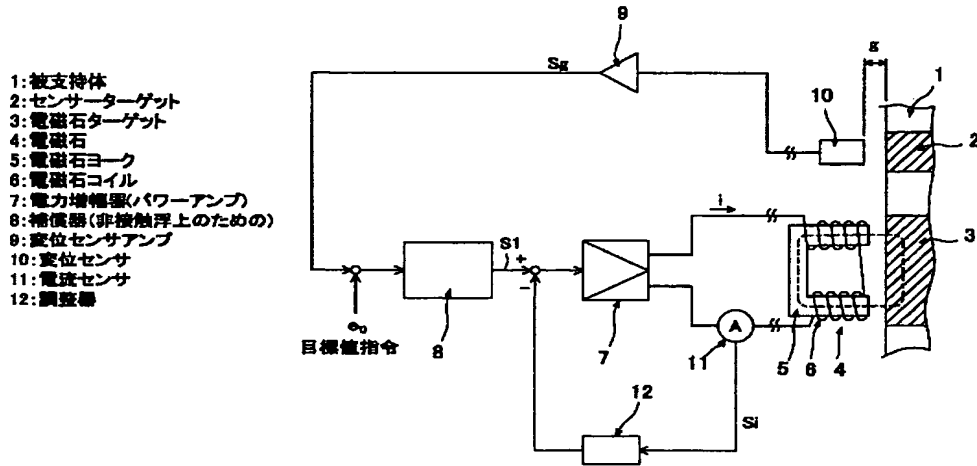 1:被支持体
2:センサーターゲット
3:電磁石ターゲット
4:電磁石
5:電磁石ヨーク
6:電磁石コイル
7:電力増幅器(パワーアンプ)
8:補償器(非接触浮上のための)
9:変位センサアンプ
10:変位センサ
11:電流センサ
12:調整器
9
Sg
g
1
10
2
i
3
S1
+
-
A
e₀
目標値指令
8
7
11
5
6
4
12
Si